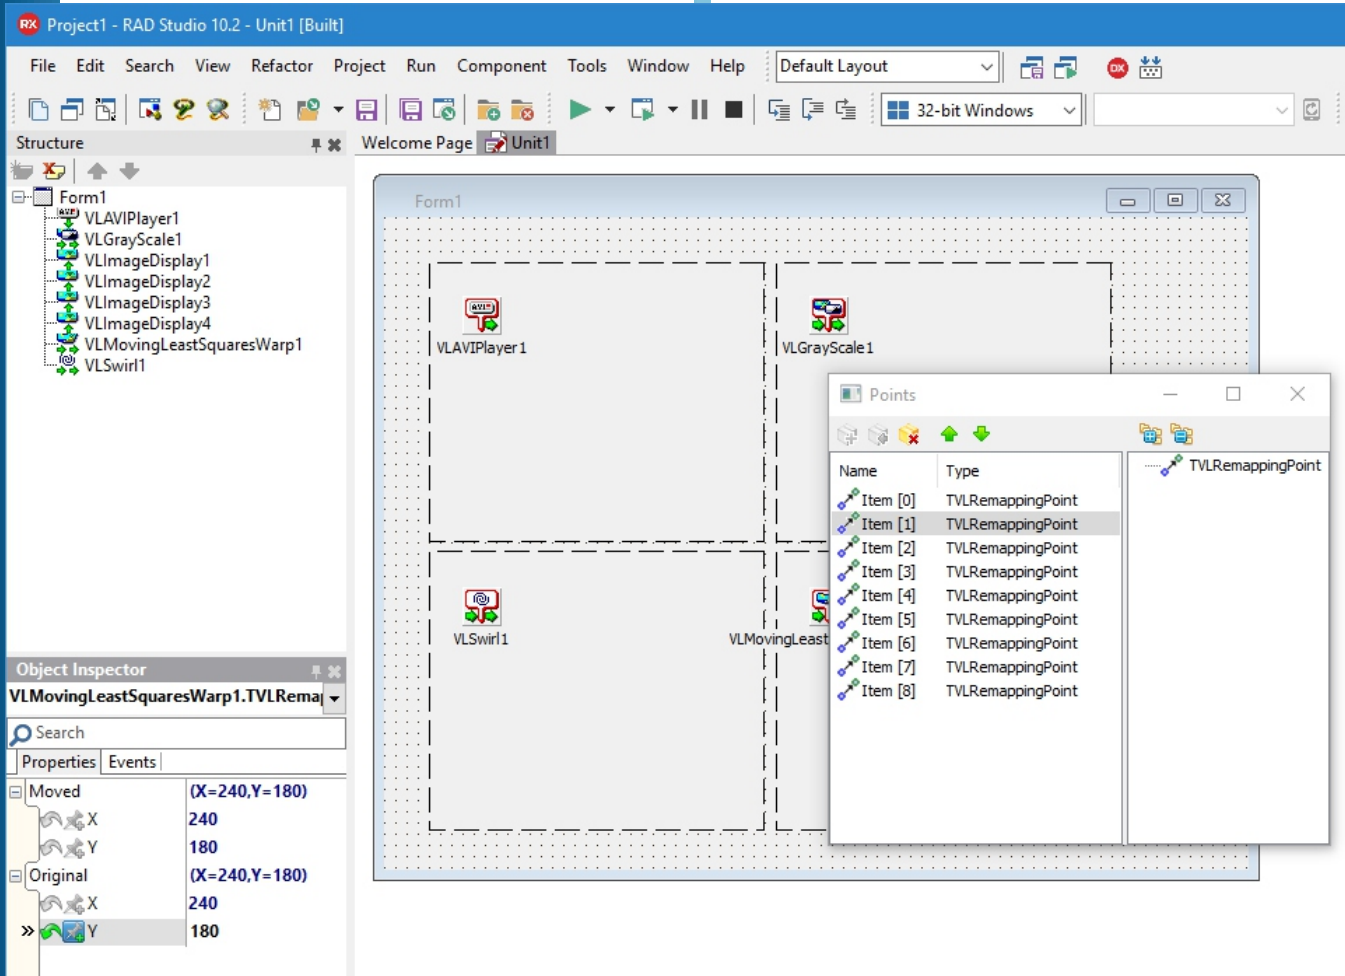 RX Project1 - RAD Studio 10.2 - Unit1 [Built]
File Edit Search View Refactor Project Run Component Tools Window Help Default Layout DX
32-bit Windows
Structure
Welcome Page Unit1
Form1
VLAVIPlayer1
VLGrayScale1
VLImageDisplay1
VLImageDisplay2
VLImageDisplay3
VLImageDisplay4
VLMovingLeastSquaresWarp1
VLSwirl1
Form1
VLAVIPlayer1
VLGrayScale1
VLSwirl1
VLMovingLeast
Points
Name Type
TVLRemappingPoint
Item [0] TVLRemappingPoint
Item [1] TVLRemappingPoint
Item [2] TVLRemappingPoint
Item [3] TVLRemappingPoint
Item [4] TVLRemappingPoint
Item [5] TVLRemappingPoint
Item [6] TVLRemappingPoint
Item [7] TVLRemappingPoint
Item [8] TVLRemappingPoint
Object Inspector
VLMovingLeastSquaresWarp1.TVLRema
Search
Properties Events
Moved (X=240,Y=180)
X 240
Y 180
Original (X=240,Y=180)
X 240
Y 180